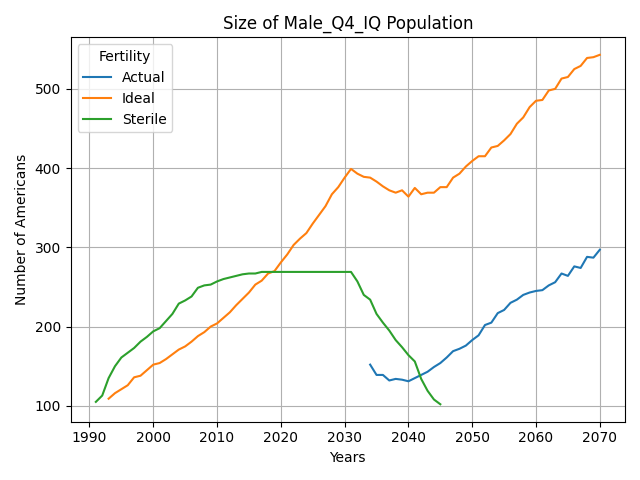 Size of Male_Q4_IQ Population
Fertility
Actual
Ideal
Sterile
Number of Americans
500
400
300
200
100
1990 2000 2010 2020 2030 2040 2050 2060 2070
Years